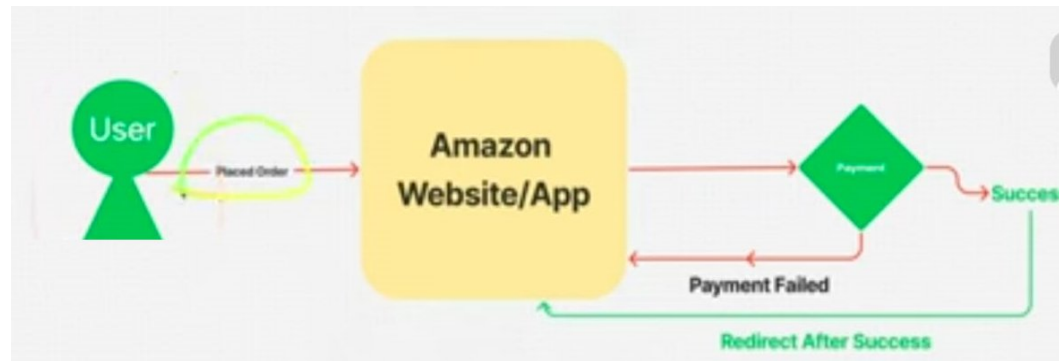 User
Placed Order
Amazon
Website/App
Payment
Succes
Payment Failed
Redirect After Success